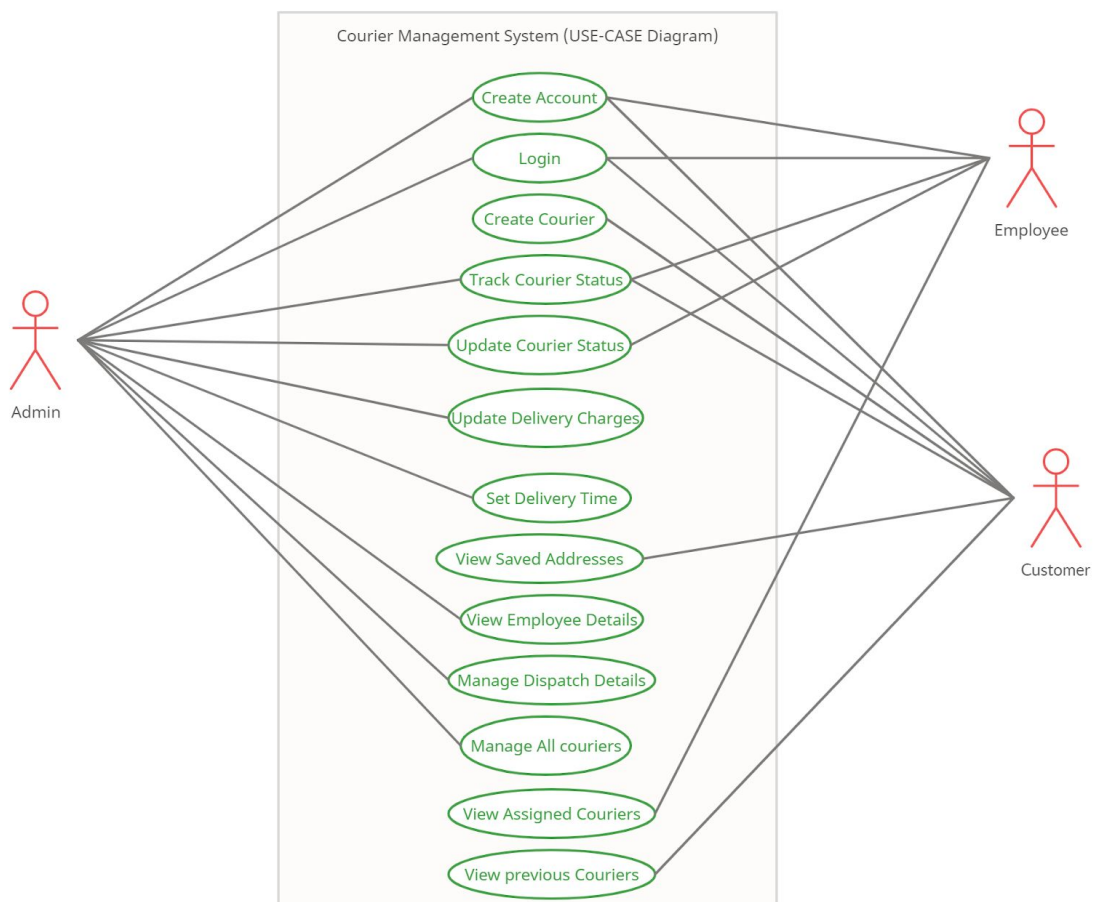 Courier Management System (USE-CASE Diagram)
Create Account
Login
Create Courier
Employee
Track Courier Status
Update Courier Status
Admin
Update Delivery Charges
Set Delivery Time
View Saved Addresses
Customer
View Employee Details
Manage Dispatch Details
Manage All couriers
View Assigned Couriers
View previous Couriers